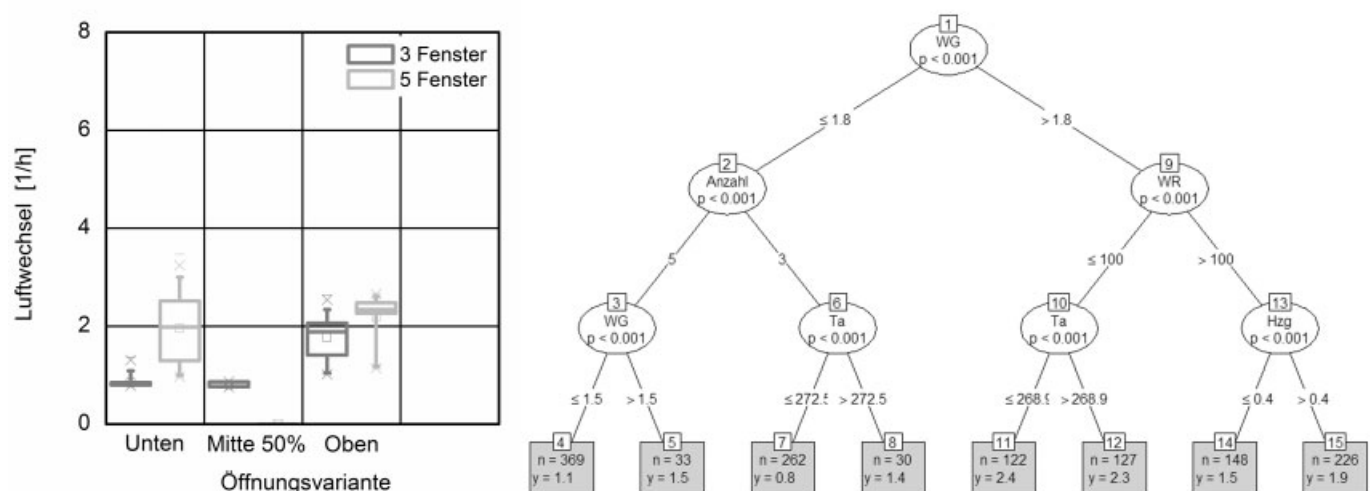 8
6
4
2
0
Luftwechsel [1/h]
3 Fenster
5 Fenster
Unten
Mitte 50%
Oben
Öffnungsvariante
1
WG
p < 0.001
≤ 1.8
> 1.8
2
Anzahl
p < 0.001
9
WR
p < 0.001
5
3
≤ 100
> 100
3
WG
p < 0.001
6
Ta
p < 0.001
10
Ta
p < 0.001
13
Hzg
p < 0.001
≤ 1.5
> 1.5
≤ 272.5
> 272.5
≤ 268.9
> 268.9
≤ 0.4
> 0.4
4
n = 369
y = 1.1
5
n = 33
y = 1.5
7
n = 262
y = 0.8
8
n = 30
y = 1.4
11
n = 122
y = 2.4
12
n = 127
y = 2.3
14
n = 148
y = 1.5
15
n = 226
y = 1.9